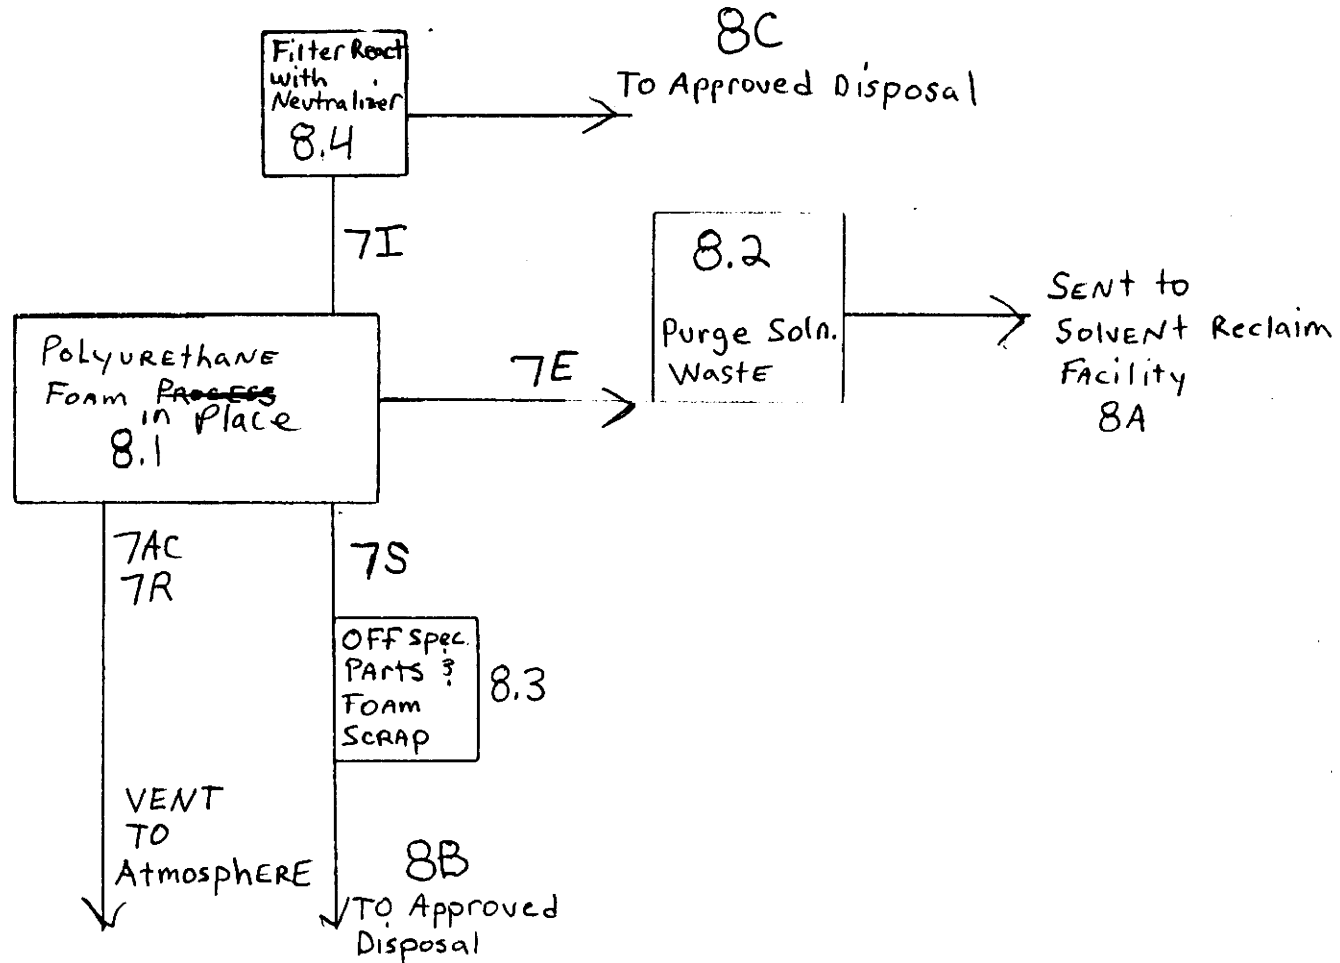 Filter React
with
Neutralizer
8.4
8C
To Approved Disposal
7I
8.2
Purge Soln.
Waste
SENt to
SOLVENT Reclaim
FAcility
8A
POLYUREthANE
FOAM PROCESS
in Place
8.1
7E
7AC
7R
7S
OFF Spec.
PArts &
FOAM
SCRAP
8.3
VENT
TO
AtmosphERE
8B
TO Approved
Disposal